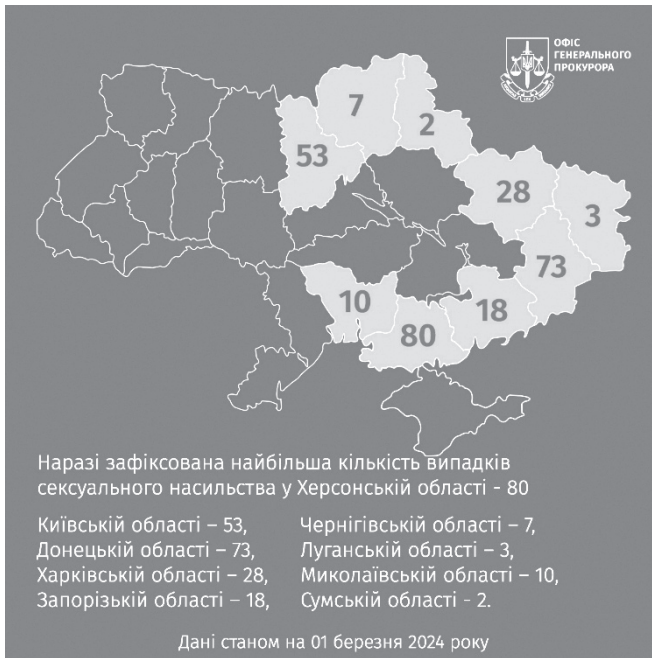 ОФІС
ГЕНЕРАЛЬНОГО
ПРОКУРОРА
7
2
53
28
3
73
10
18
80
Наразі зафіксована найбільша кількість випадків
сексуального насильства у Херсонській області - 80
Київській області – 53,
Донецькій області – 73,
Харківській області – 28,
Запорізькій області – 18,
Чернігівській області – 7,
Луганській області – 3,
Миколаївській області – 10,
Сумській області - 2.
Дані станом на 01 березня 2024 року